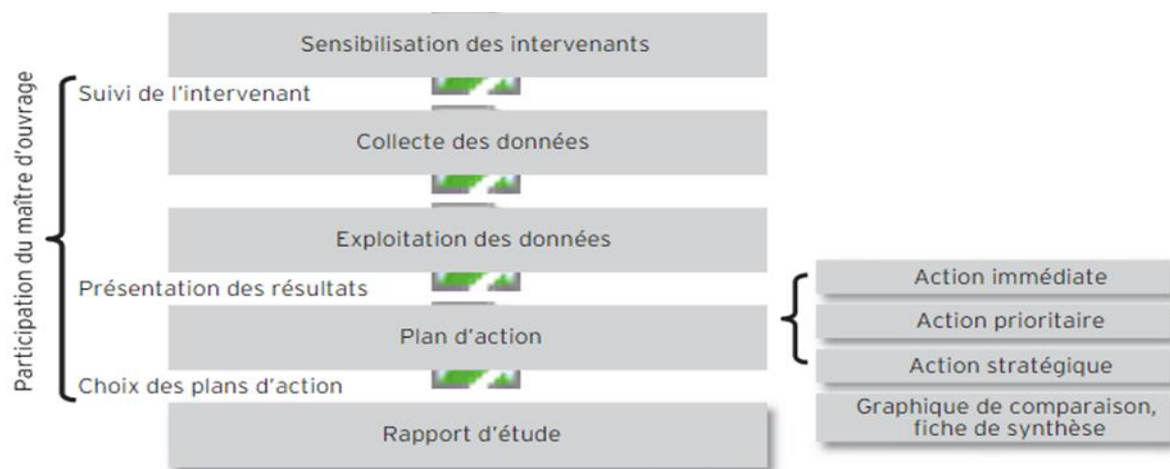 Sensibilisation des intervenants
Participation du maître d'ouvrage
Suivi de l'intervenant
Collecte des données
Exploitation des données
Présentation des résultats
Plan d'action
Action immédiate
Action prioritaire
Action stratégique
Choix des plans d'action
Rapport d'étude
Graphique de comparaison,
fiche de synthèse